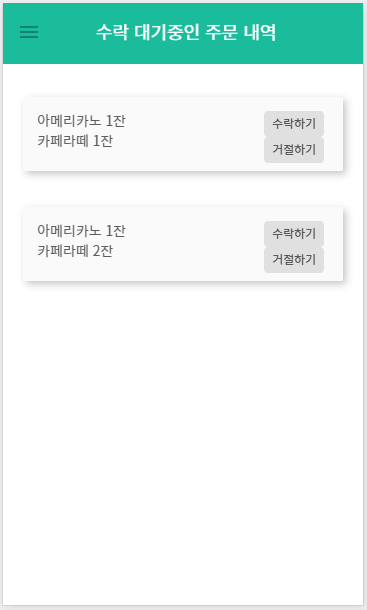 수락 대기중인 주문 내역
아메리카노 1잔
카페라떼 1잔
수락하기
거절하기
아메리카노 1잔
카페라떼 2잔
수락하기
거절하기